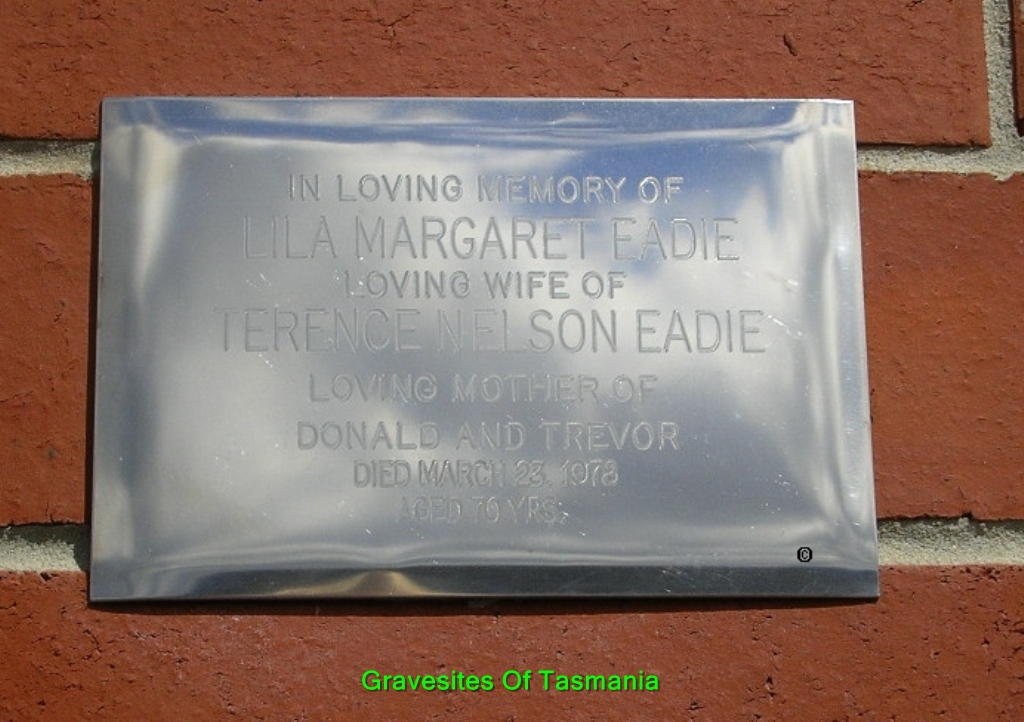 IN LOVING MEMORY OF
LILA MARGARET EADIE
LOVING WIFE OF
TERENCE NELSON EADIE
LOVING MOTHER OF
DONALD AND TREVOR
DIED MARCH 23, 1978
AGED 70 YRS.
©
Gravesites Of Tasmania